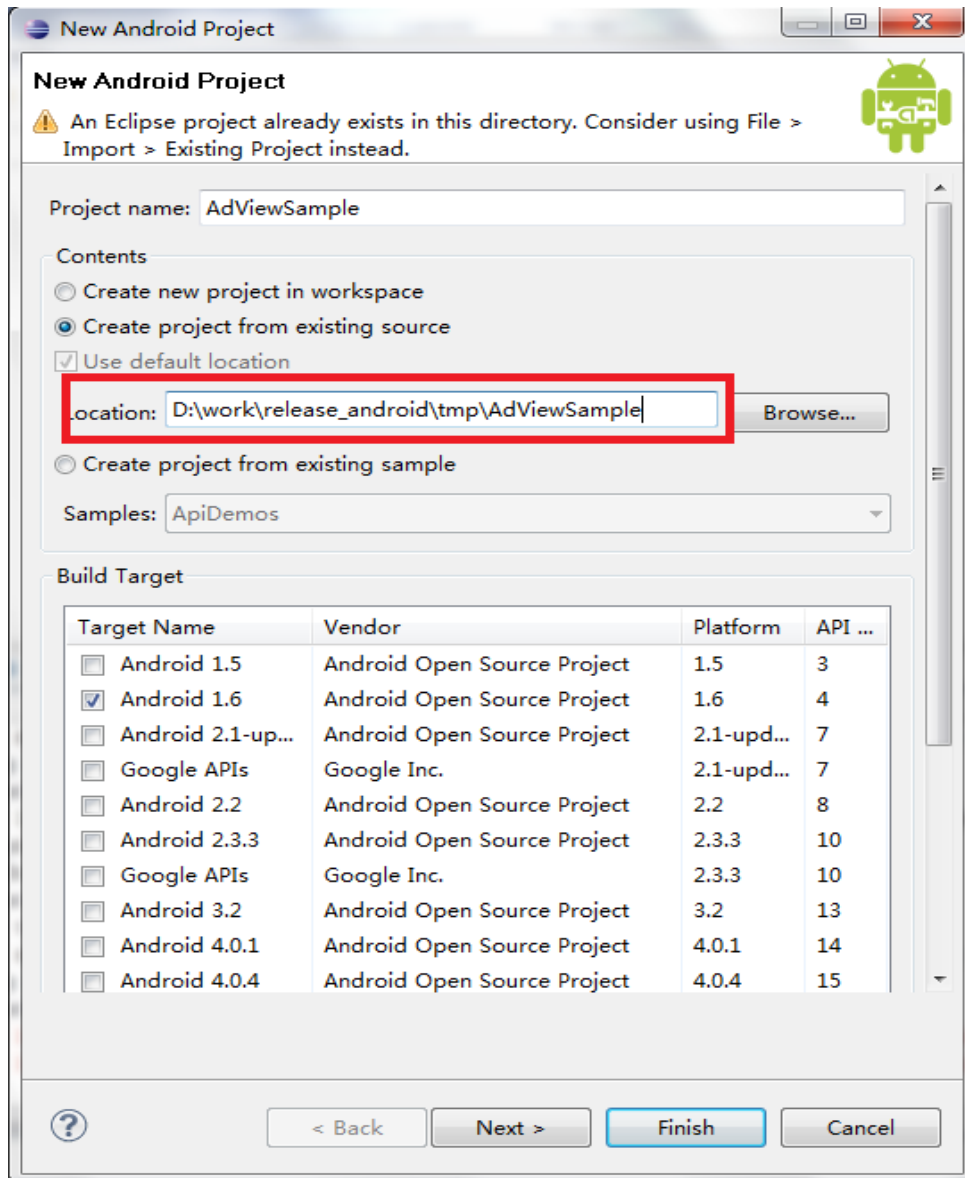 New Android Project
New Android Project
An Eclipse project already exists in this directory. Consider using File >
Import > Existing Project instead.
Project name: AdViewSample
Contents
Create new project in workspace
Create project from existing source
Use default location
Location: D:\work\release_android\tmp\AdViewSample Browse...
Create project from existing sample
Samples: ApiDemos
Build Target
Target Name Vendor Platform API ...
Android 1.5 Android Open Source Project 1.5 3
Android 1.6 Android Open Source Project 1.6 4
Android 2.1-up... Android Open Source Project 2.1-upd... 7
Google APIs Google Inc. 2.1-upd... 7
Android 2.2 Android Open Source Project 2.2 8
Android 2.3.3 Android Open Source Project 2.3.3 10
Google APIs Google Inc. 2.3.3 10
Android 3.2 Android Open Source Project 3.2 13
Android 4.0.1 Android Open Source Project 4.0.1 14
Android 4.0.4 Android Open Source Project 4.0.4 15
? < Back Next > Finish Cancel